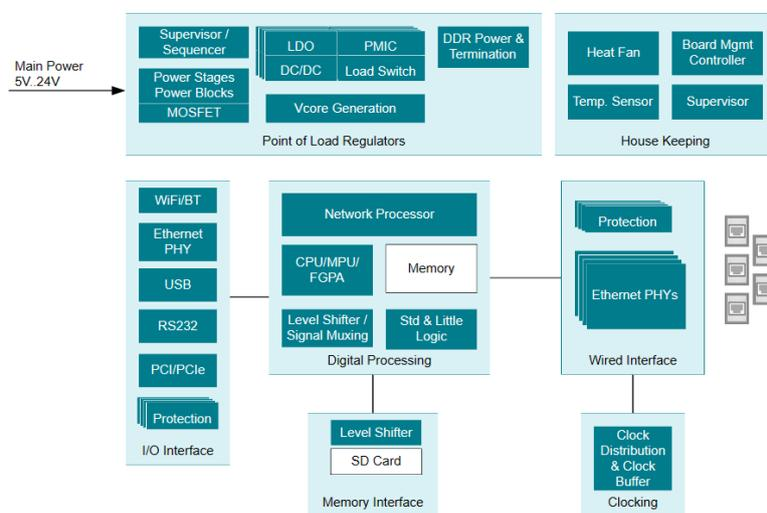 Main Power
5V..24V
Supervisor /
Sequencer
Power Stages
Power Blocks
MOSFET
LDO
PMIC
DC/DC
Load Switch
Vcore Generation
DDR Power &
Termination
Point of Load Regulators
Heat Fan
Board Mgmt
Controller
Temp. Sensor
Supervisor
House Keeping
WiFi/BT
Ethernet
PHY
USB
RS232
PCI/PCIe
Protection
I/O Interface
Network Processor
CPU/MPU/
FGPA
Memory
Level Shifter /
Signal Muxing
Std & Little
Logic
Digital Processing
Protection
Ethernet PHYs
Wired Interface
Level Shifter
SD Card
Memory Interface
Clock
Distribution
& Clock
Buffer
Clocking